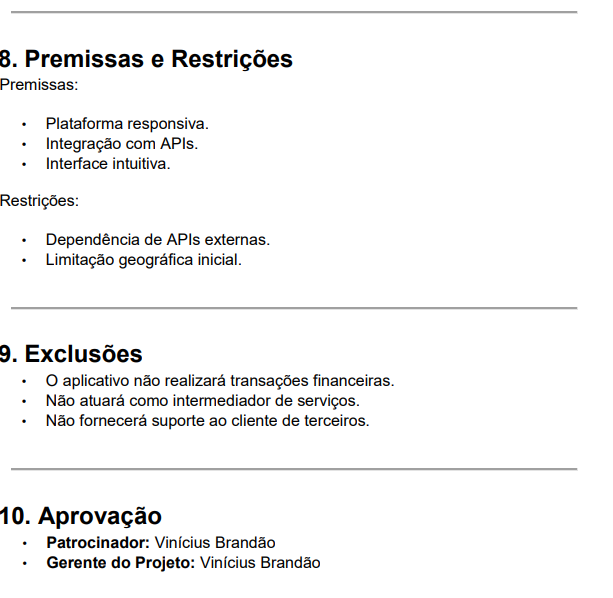 8. Premissas e Restrições
Premissas:
• Plataforma responsiva.
• Integração com APIs.
• Interface intuitiva.
Restrições:
• Dependência de APIs externas.
• Limitação geográfica inicial.
9. Exclusões
• O aplicativo não realizará transações financeiras.
• Não atuará como intermediador de serviços.
• Não fornecerá suporte ao cliente de terceiros.
10. Aprovação
• Patrocinador: Vinícius Brandão
• Gerente do Projeto: Vinícius Brandão